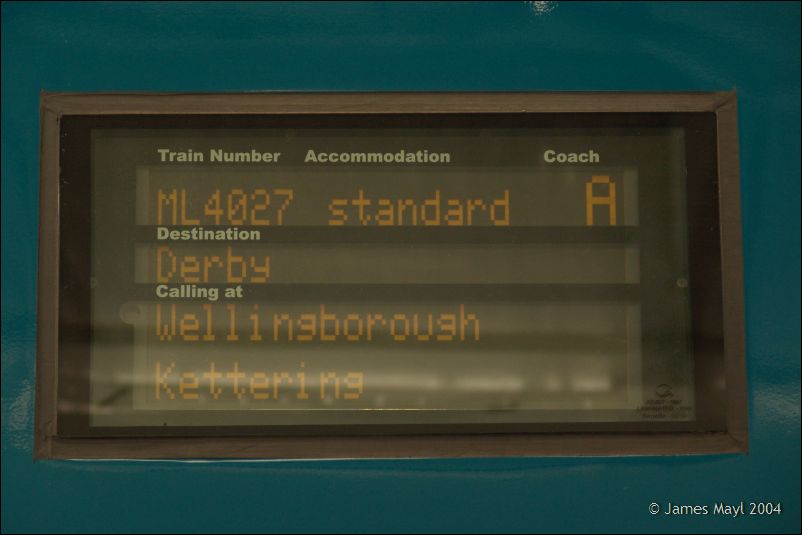 Train Number Accommodation Coach
ML4027 standard A
Destination
Derby
Calling at
Wellingborough
Kettering
© James Mayl 2004